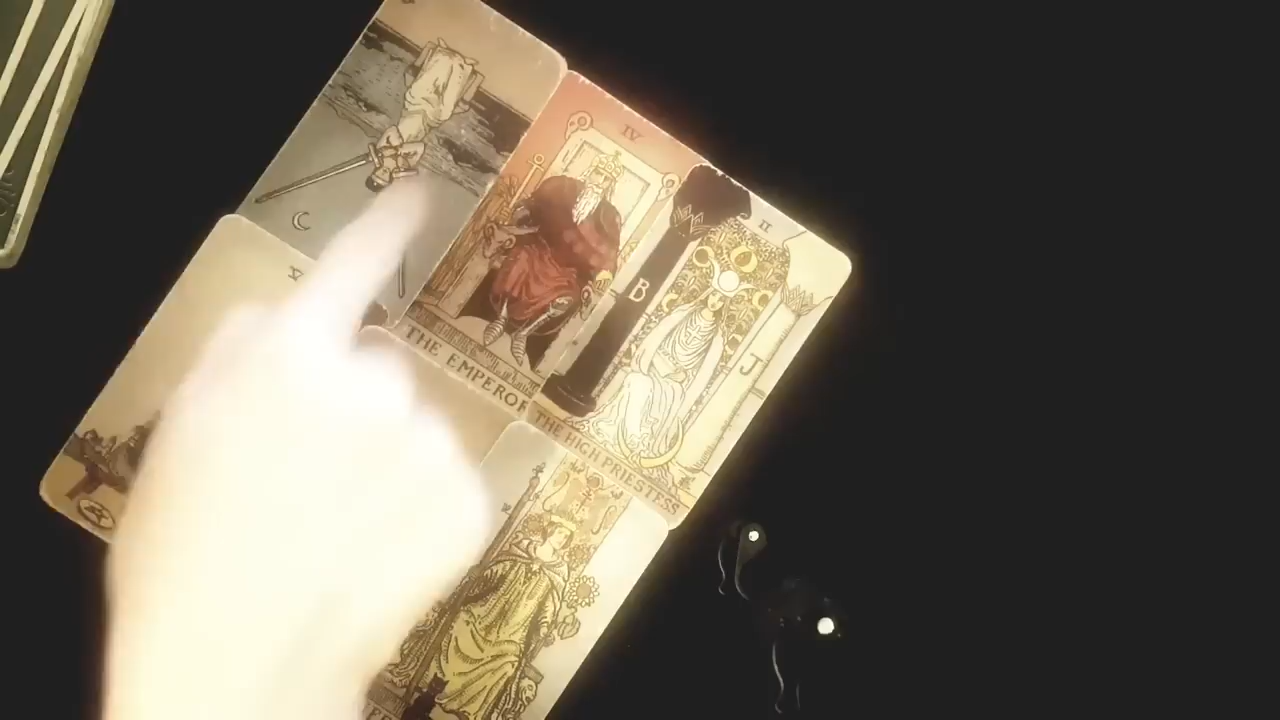 IV
THE EMPEROR
II
B
J
THE HIGH PRIESTESS